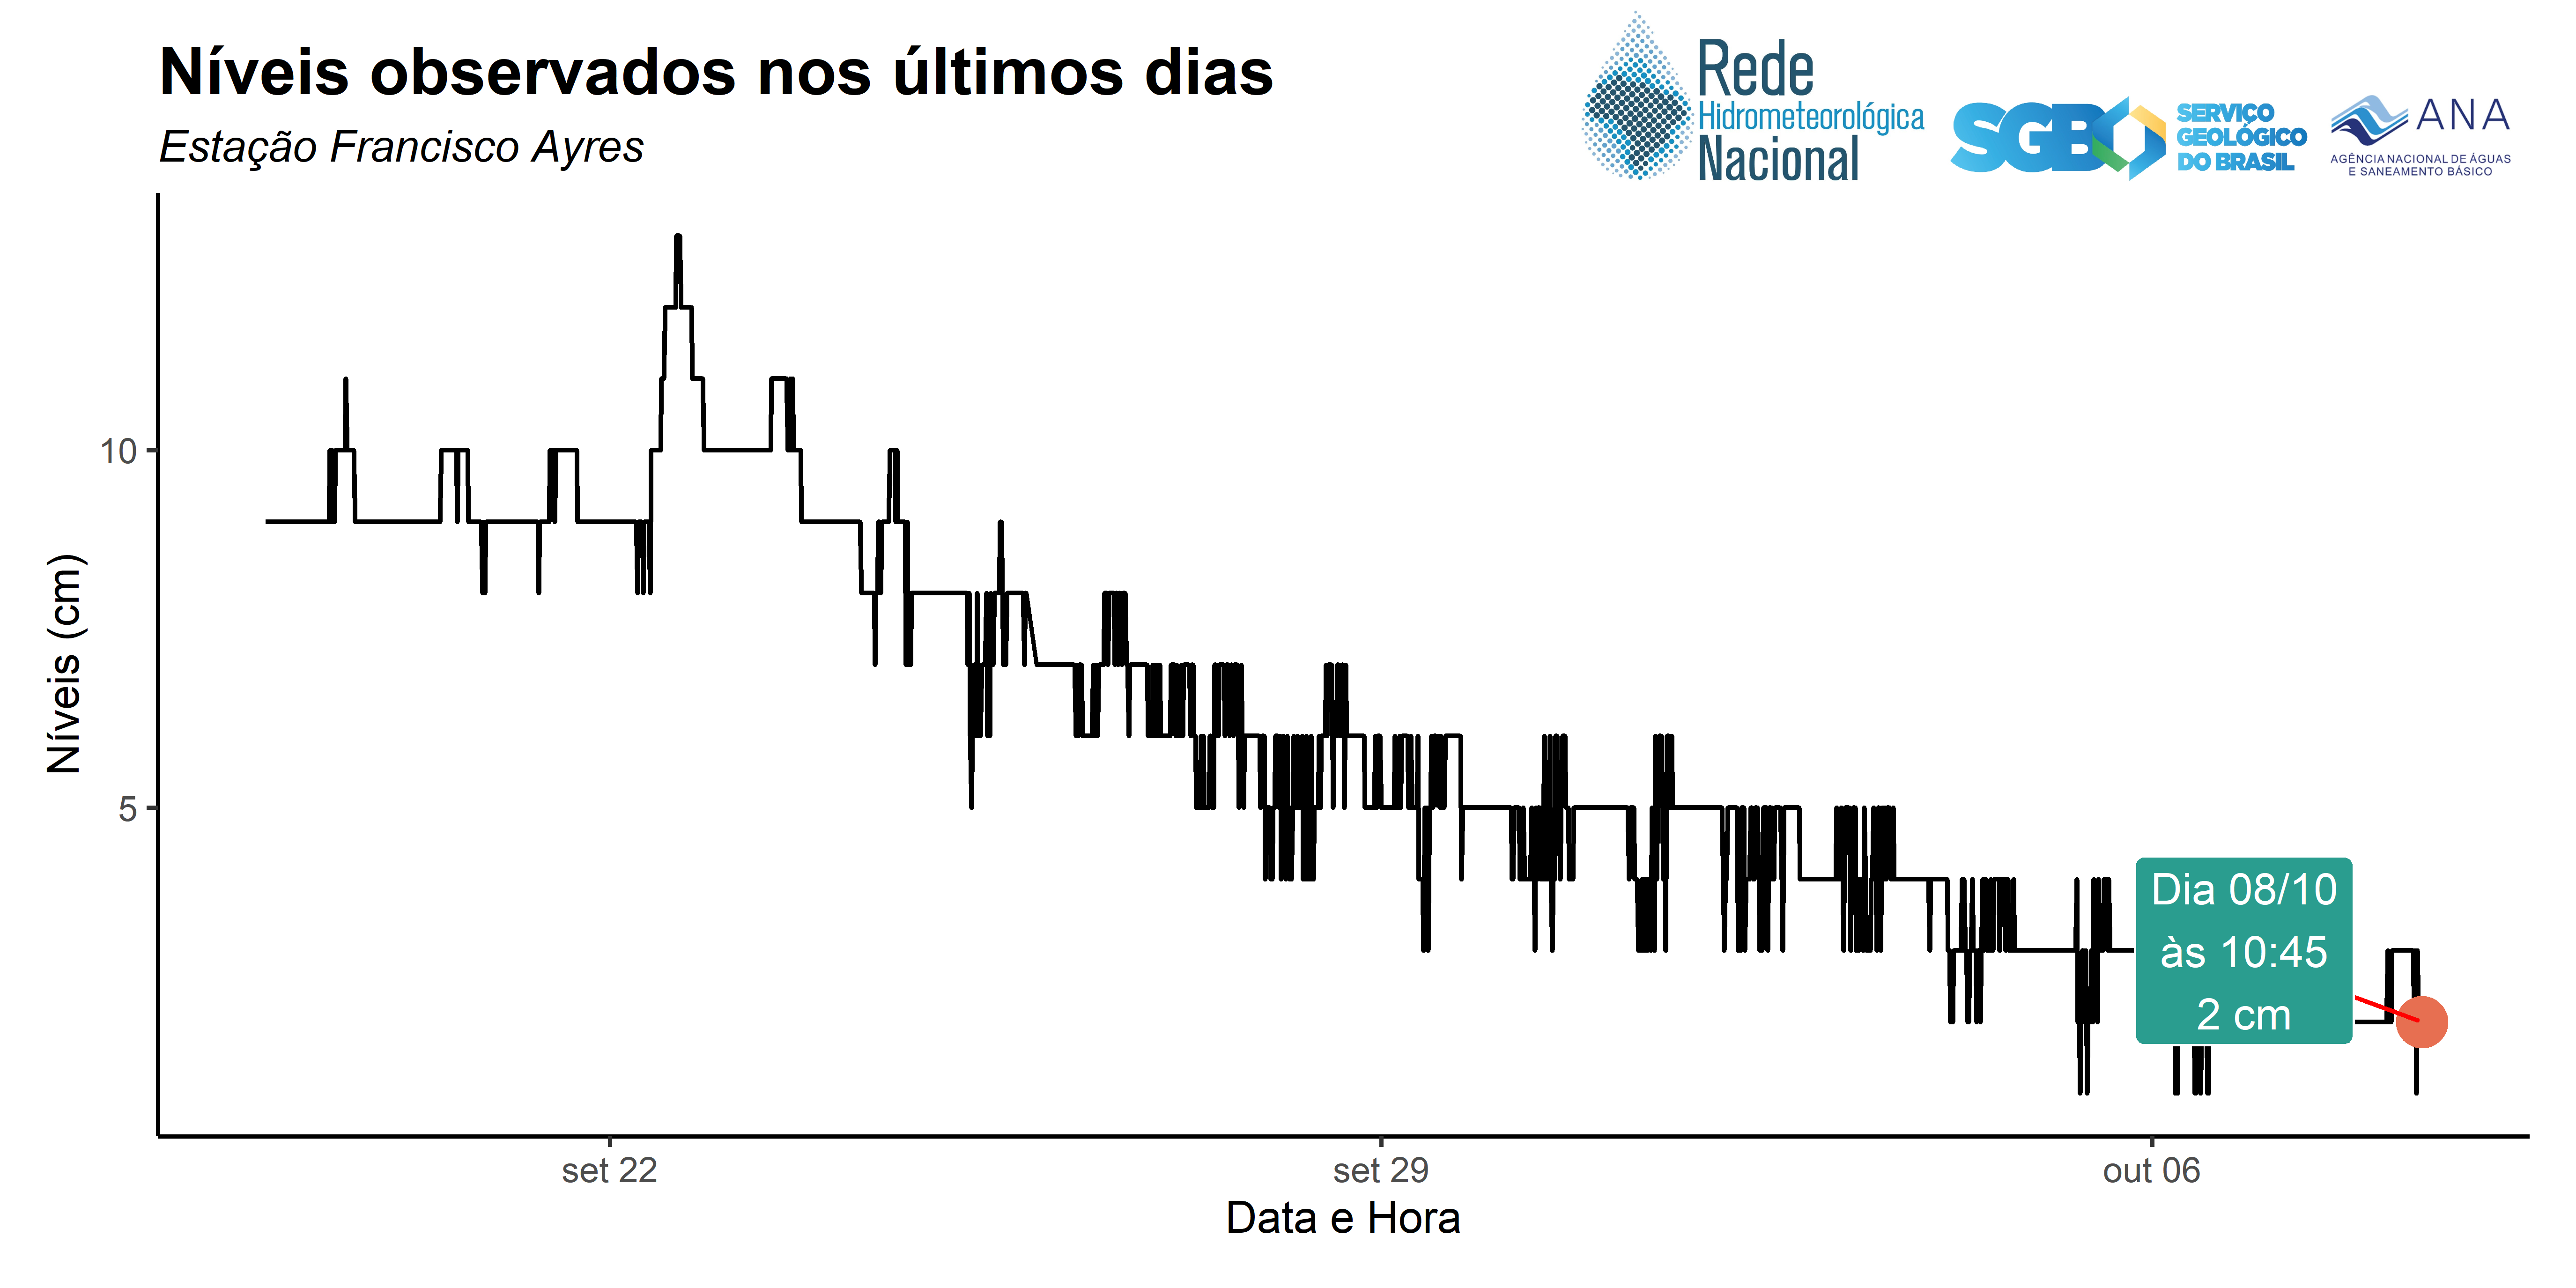 Níveis observados nos últimos dias
Estação Francisco Ayres
Rede
Hidrometeorológica
Nacional
SGB
SERVIÇO
GEOLÓGICO
DO BRASIL
ANA
AGÊNCIA NACIONAL DE ÁGUAS
E SANEAMENTO BÁSICO
Níveis (cm)
10
5
Dia 08/10
às 10:45
2 cm
set 22
set 29
out 06
Data e Hora